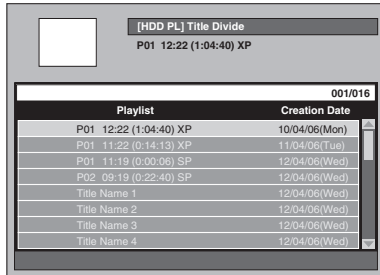 [HDD PL] Title Divide
P01 12:22 (1:04:40) XP
001/016
Playlist Creation Date
P01 12:22 (1:04:40) XP 10/04/06(Mon)
P01 11:22 (0:14:13) XP 11/04/06(Tue)
P01 11:19 (0:00:06) SP 12/04/06(Wed)
P02 09:19 (0:22:40) SP 12/04/06(Wed)
Title Name 1 12/04/06(Wed)
Title Name 2 12/04/06(Wed)
Title Name 3 12/04/06(Wed)
Title Name 4 12/04/06(Wed)